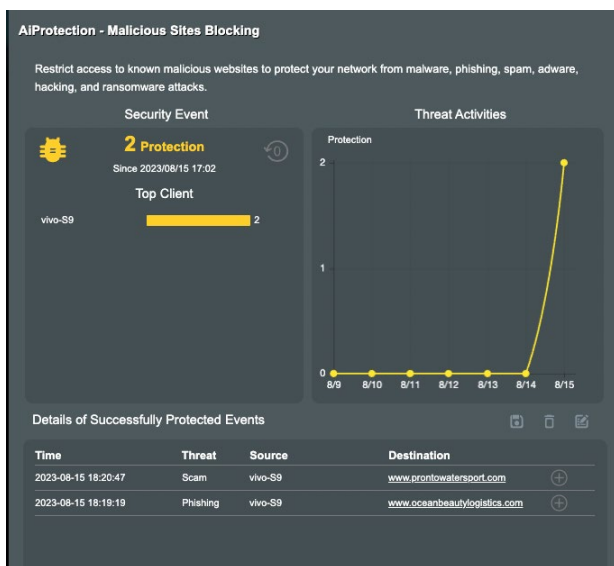 AiProtection - Malicious Sites Blocking
Restrict access to known malicious websites to protect your network from malware, phishing, spam, adware,
hacking, and ransomware attacks.
Security Event
2 Protection
0
Since 2023/08/15 17:02
Top Client
vivo-S9 2
Threat Activities
Protection
2
1
0
8/9 8/10 8/11 8/12 8/13 8/14 8/15
Details of Successfully Protected Events
Time Threat Source Destination
2023-08-15 18:20:47 Scam vivo-S9 www.prontowatersport.com
2023-08-15 18:19:19 Phishing vivo-S9 www.oceanbeautylogistics.com